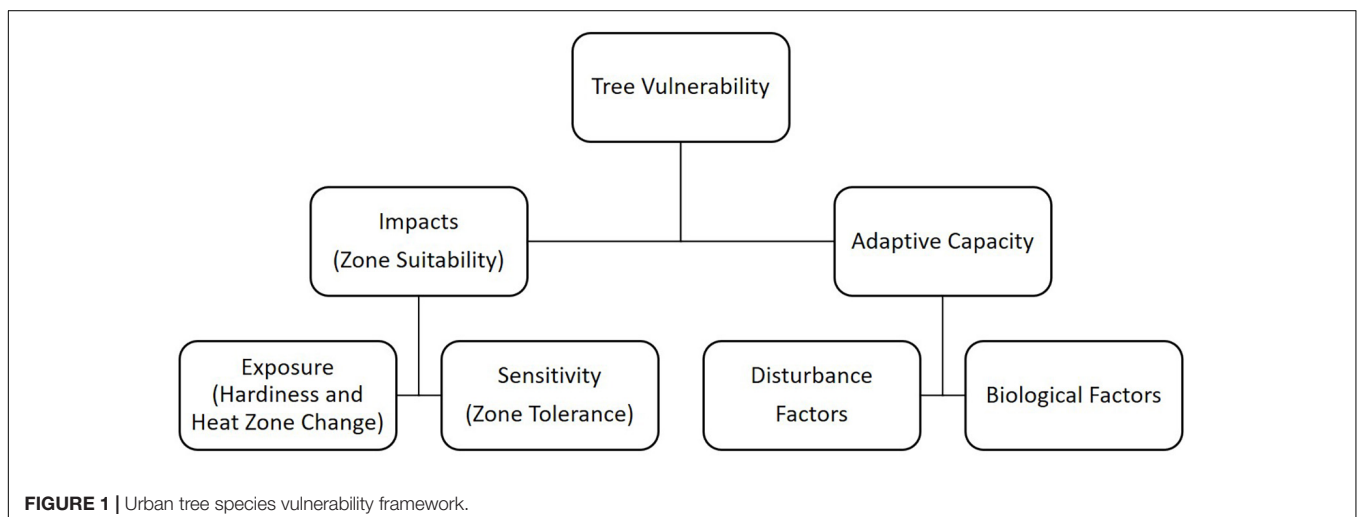 Tree Vulnerability
Impacts
(Zone Suitability)
Adaptive Capacity
Exposure
(Hardiness and
Heat Zone Change)
Sensitivity
(Zone Tolerance)
Disturbance
Factors
Biological Factors
FIGURE 1 | Urban tree species vulnerability framework.